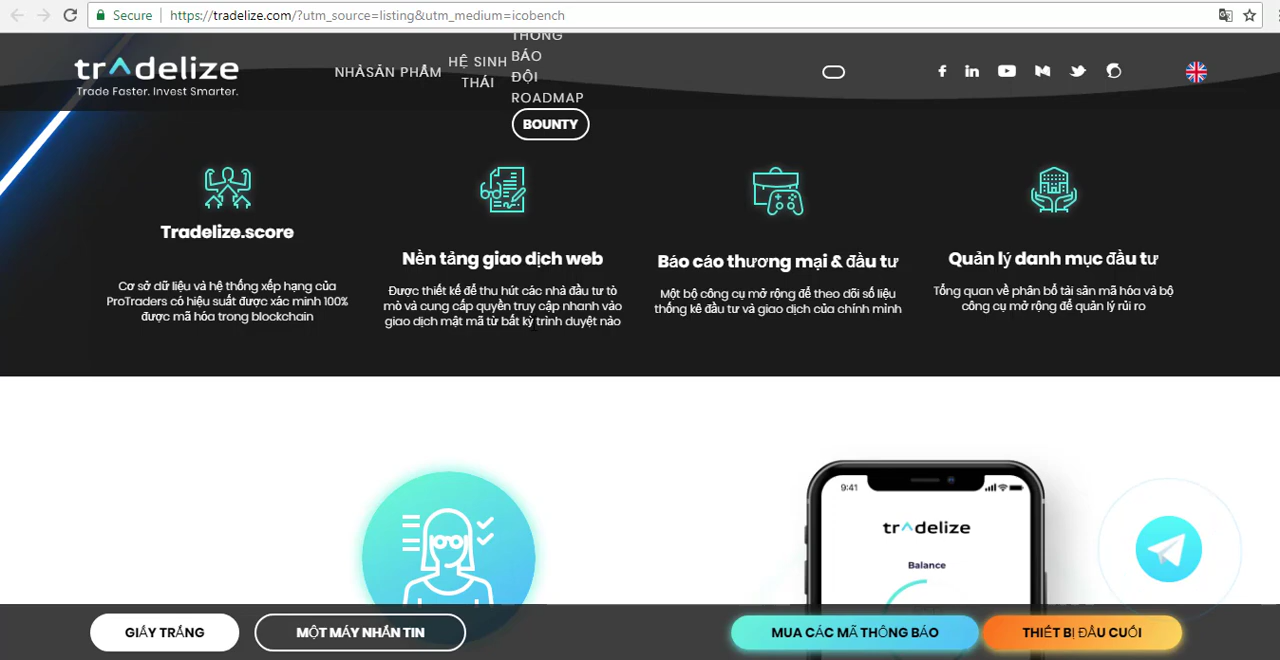 Secure
https://tradelize.com/?utm_source=listing&utm_medium=icobench
tradelize
Trade Faster. Invest Smarter.
NHÀSẢN PHẨM
HỆ SINH
THÁI
THÔNG
BÁO
ĐỘI
ROADMAP
BOUNTY
Tradelize.score
Cơ sở dữ liệu và hệ thống xếp hạng của
ProTraders có hiệu suất được xác minh 100%
được mã hóa trong blockchain
Nền tảng giao dịch web
Được thiết kế để thu hút các nhà đầu tư tò
mò và cung cấp quyền truy cập nhanh vào
giao dịch mật mã từ bất kỳ trình duyệt nào
Báo cáo thương mại & đầu tư
Một bộ công cụ mở rộng để theo dõi số liệu
thống kê đầu tư và giao dịch của chính mình
Quản lý danh mục đầu tư
Tổng quan về phân bổ tài sản mã hóa và bộ
công cụ mở rộng để quản lý rủi ro
9:41
tradelize
Balance
GIẤY TRẮNG
MỘT MÁY NHẮN TIN
MUA CÁC MÃ THÔNG BÁO
THIẾT BỊ ĐẦU CUỐI